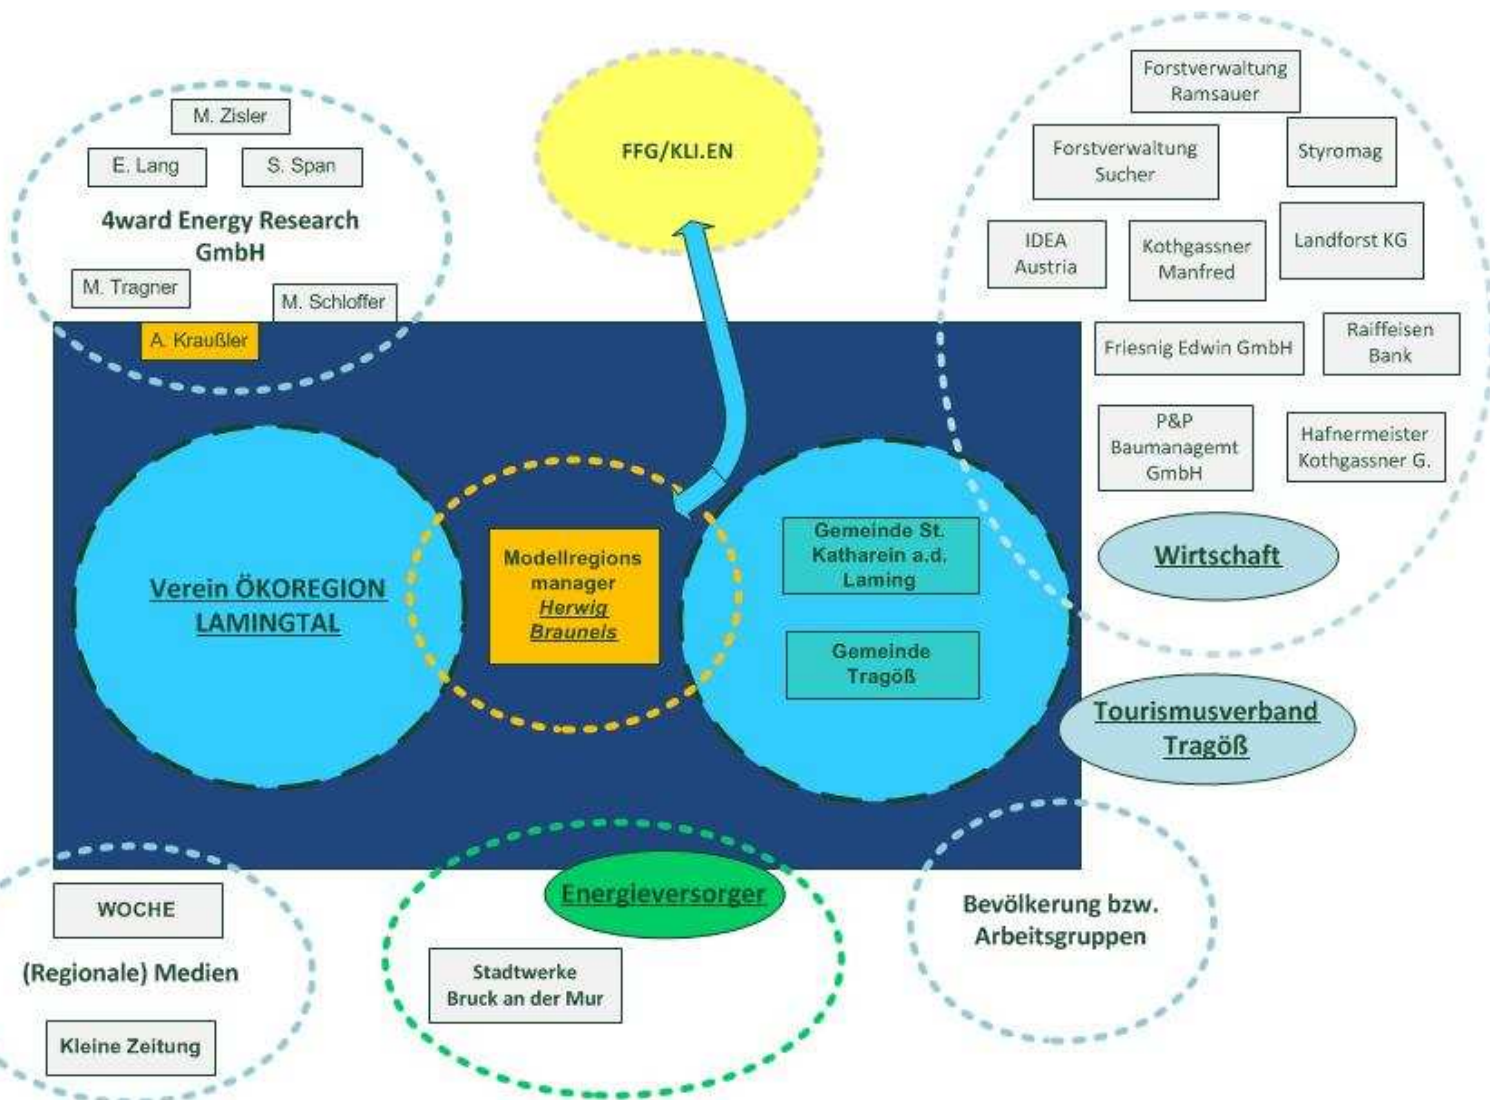 M. Zisler
E. Lang
S. Span
4ward Energy Research
GmbH
M. Tragner
M. Schloffer
A. Kraußler
FFG/KLI.EN
Forstverwaltung
Ramsauer
Forstverwaltung
Sucher
Styromag
IDEA
Austria
Kothgassner
Manfred
Landforst KG
Friesnig Edwin GmbH
Raiffeisen
Bank
P&P
Baumanagemt
GmbH
Hafnermeister
Kothgassner G.
Wirtschaft
Verein ÖKOREGION
LAMINGTAL
Modellregions
manager
Herwig
Brauneis
Gemeinde St.
Katharein a.d.
Laming
Gemeinde
Tragöß
Tourismusverband
Tragöß
WOCHE
(Regionale) Medien
Kleine Zeitung
Energieversorger
Stadtwerke
Bruck an der Mur
Bevölkerung bzw.
Arbeitsgruppen